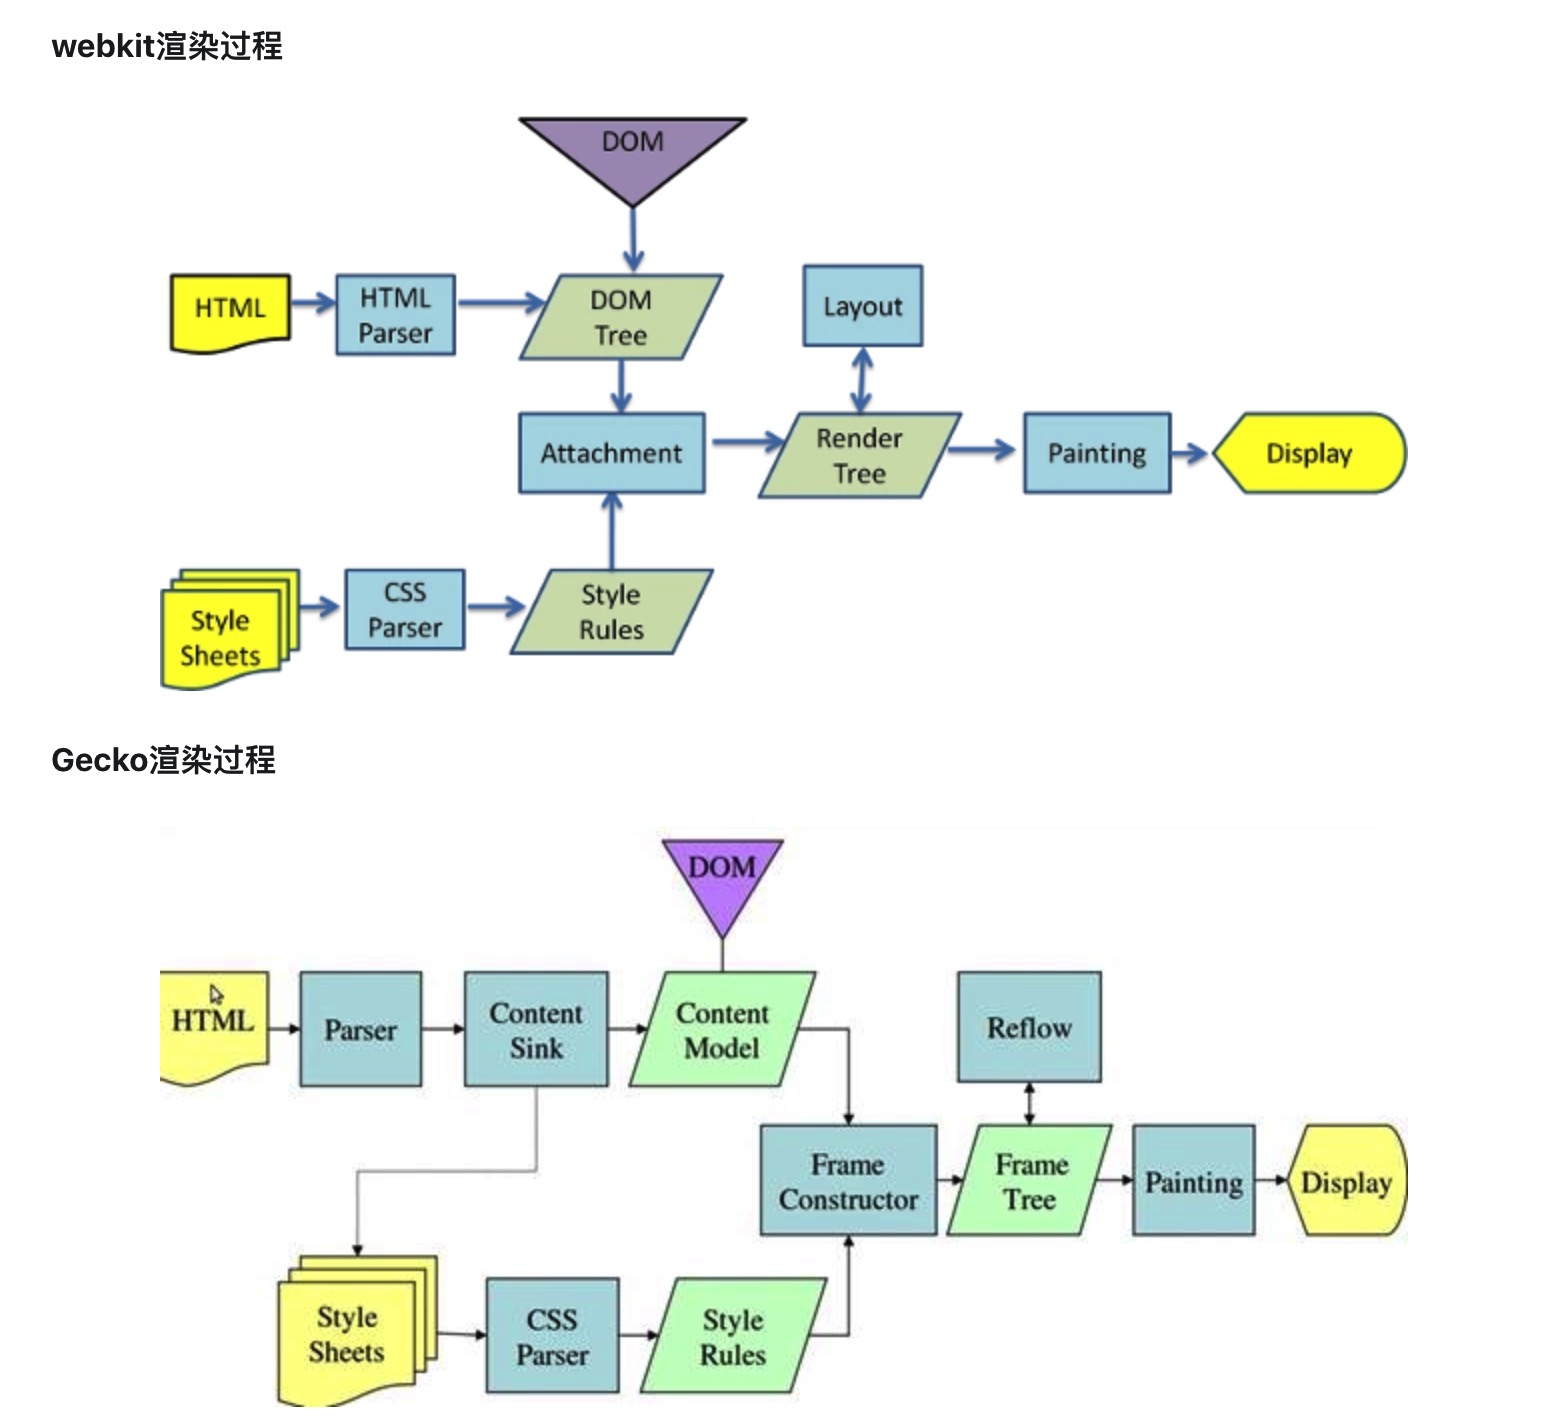 webkit渲染过程
DOM
HTML
HTML
Parser
DOM
Tree
Layout
Attachment
Render
Tree
Painting
Display
Style
Sheets
CSS
Parser
Style
Rules
Gecko渲染过程
DOM
HTML
Parser
Content
Sink
Content
Model
Reflow
Frame
Constructor
Frame
Tree
Painting
Display
Style
Sheets
CSS
Parser
Style
Rules